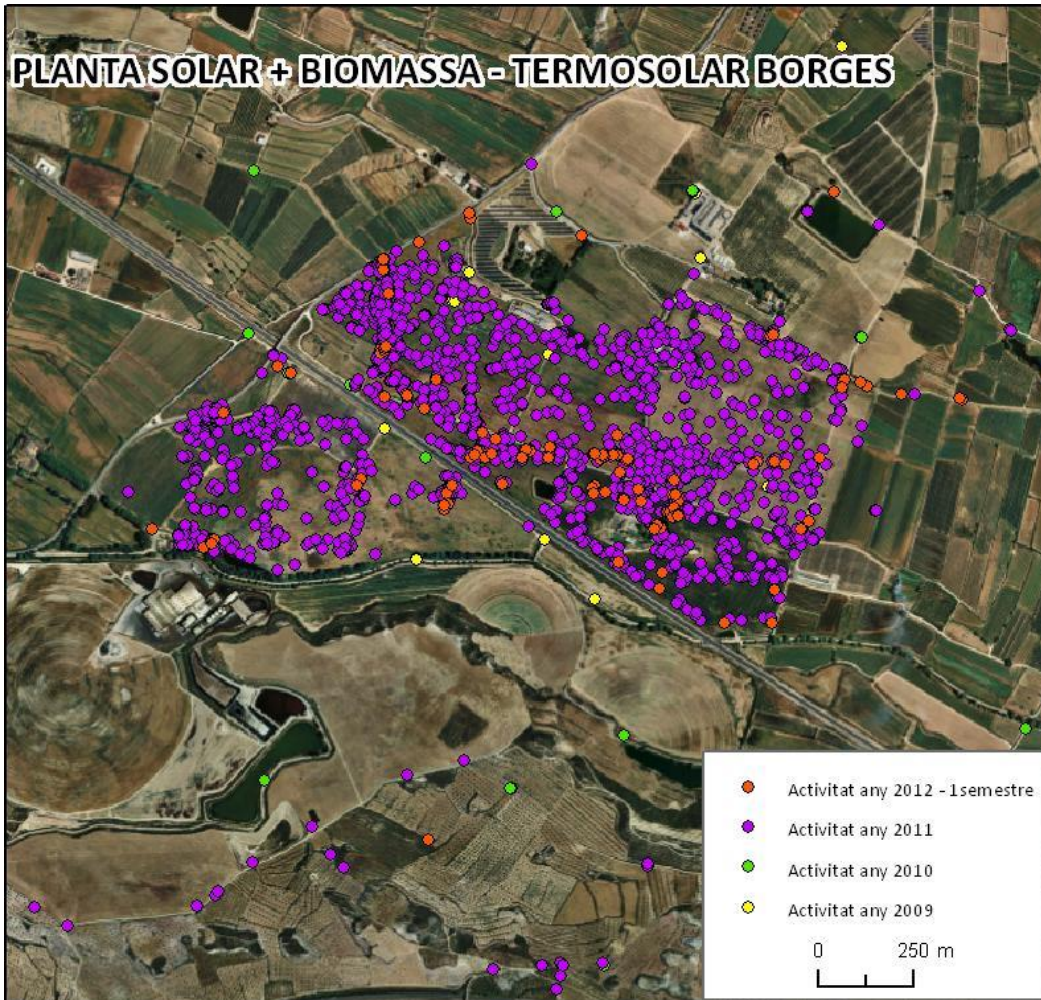 PLANTA SOLAR + BIOMASSA - TERMOSOLAR BORGES
Activitat any 2012 - 1semestre
Activitat any 2011
Activitat any 2010
Activitat any 2009
0 250 m